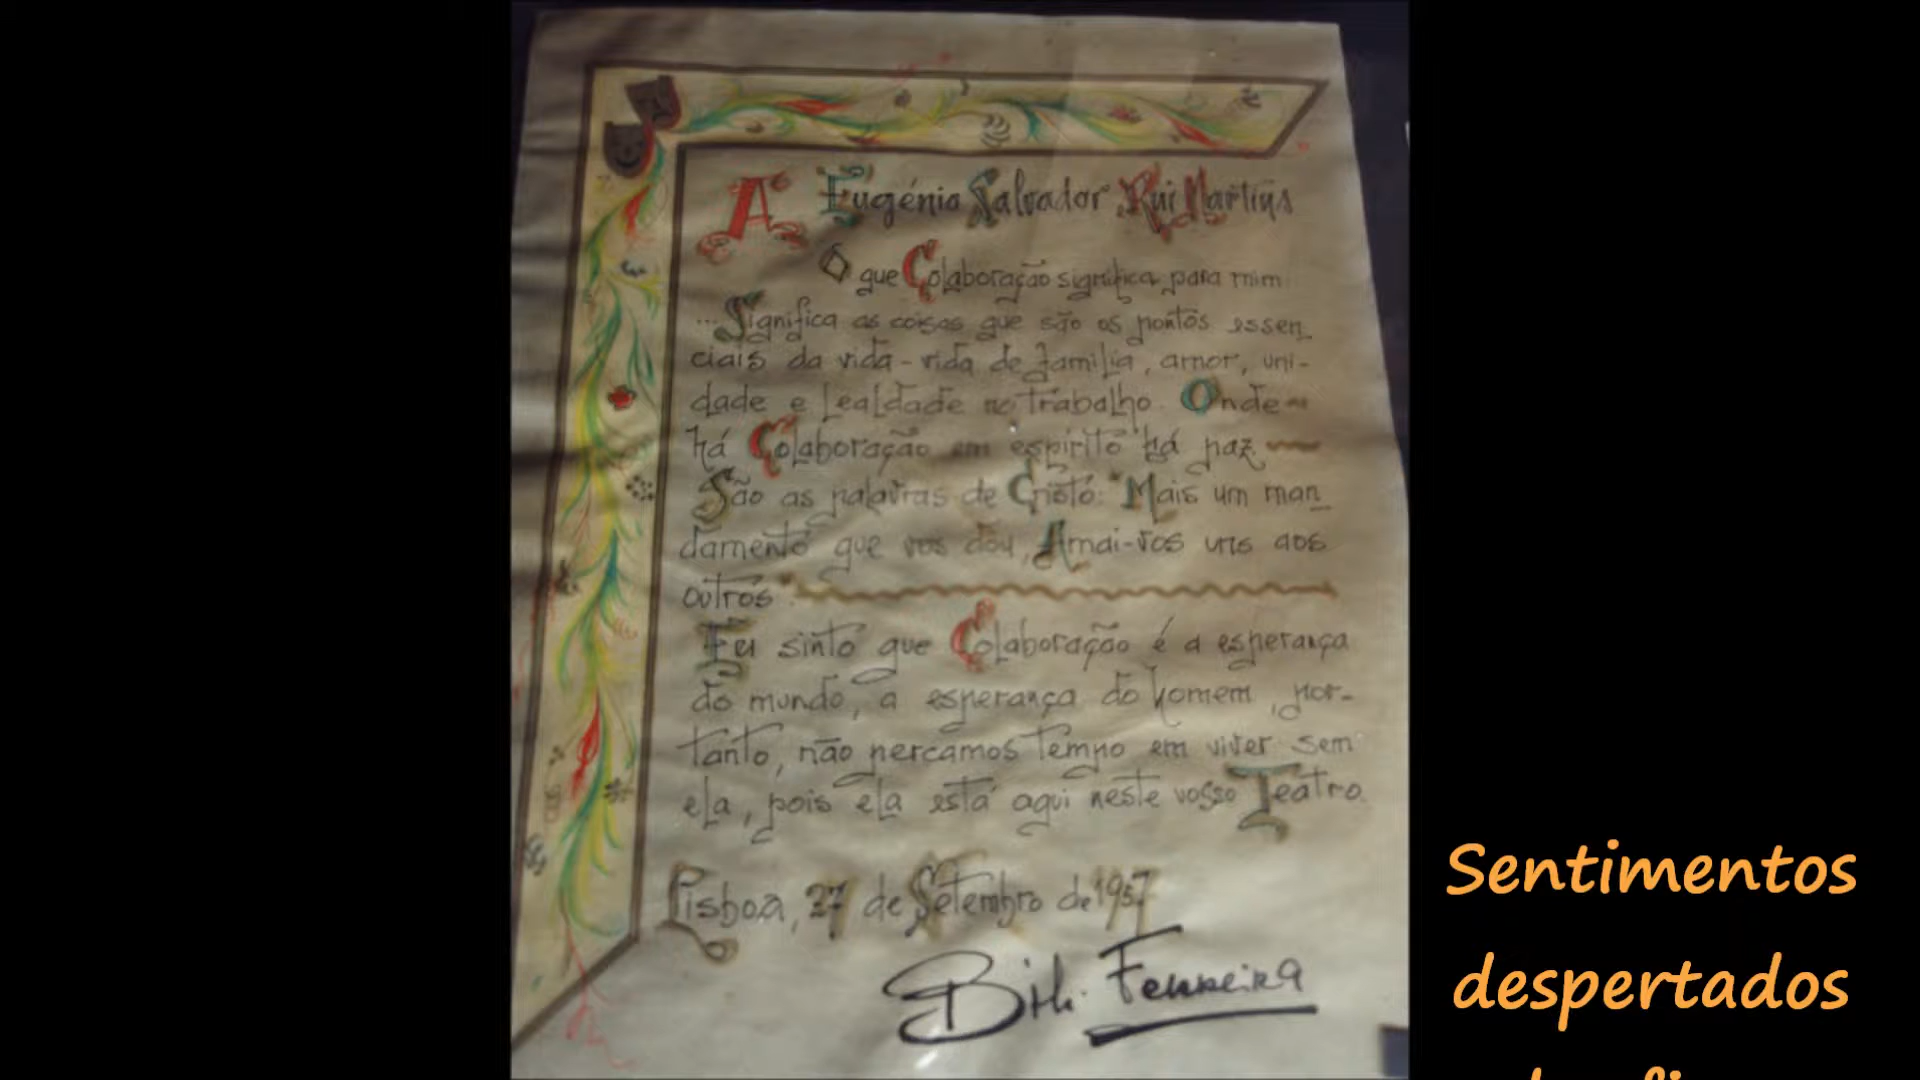 A Eugénio Salvador Rui Martins
O que Colaboração significa para mim
...Significa as coisas que são os pontos essen-
ciais da vida - vida de família, amor, uni-
dade e lealdade no trabalho. Onde
há Colaboração em espírito há paz
São as palavras de Cristo: "Mais um man-
damento que vos dou, Amai-vos uns aos
outros".
Eu sinto que Colaboração é a esperança
do mundo, a esperança do homem, por-
tanto, não percamos tempo em viver sem
ela, pois ela está aqui neste vosso Teatro.
Lisboa, 27 de Setembro de 1957
Ferreira
Sentimentos
despertados